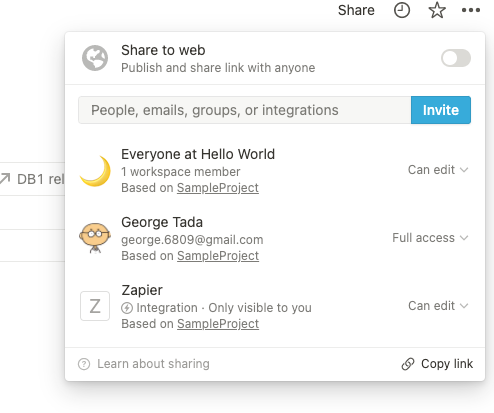 Share
Share to web
Publish and share link with anyone
People, emails, groups, or integrations
Invite
Everyone at Hello World
1 workspace member
Based on SampleProject
Can edit
DB1 rel
George Tada
george.6809@gmail.com
Based on SampleProject
Full access
Z
Zapier
Integration · Only visible to you
Based on SampleProject
Can edit
? Learn about sharing
Copy link